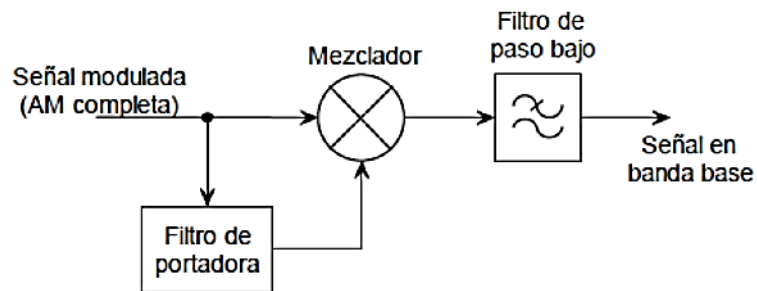 Señal modulada
(AM completa)
Mezclador
Filtro de
paso bajo
Señal en
banda base
Filtro de
portadora